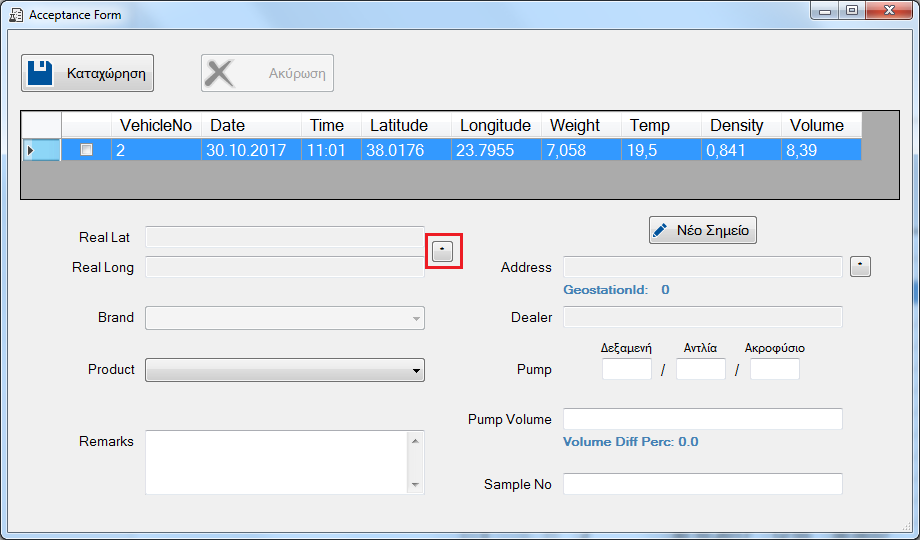 Acceptance Form
Καταχώρηση Ακύρωση
VehicleNo Date Time Latitude Longitude Weight Temp Density Volume
2 30.10.2017 11:01 38.0176 23.7955 7,058 19,5 0,841 8,39
Real Lat
Νέο Σημείο
*
Real Long
Address
*
GeostationId: 0
Brand
Dealer
Δεξαμενή Αντλία Ακροφύσιο
Product
Pump / /
Pump Volume
Remarks
Volume Diff Perc: 0.0
Sample No